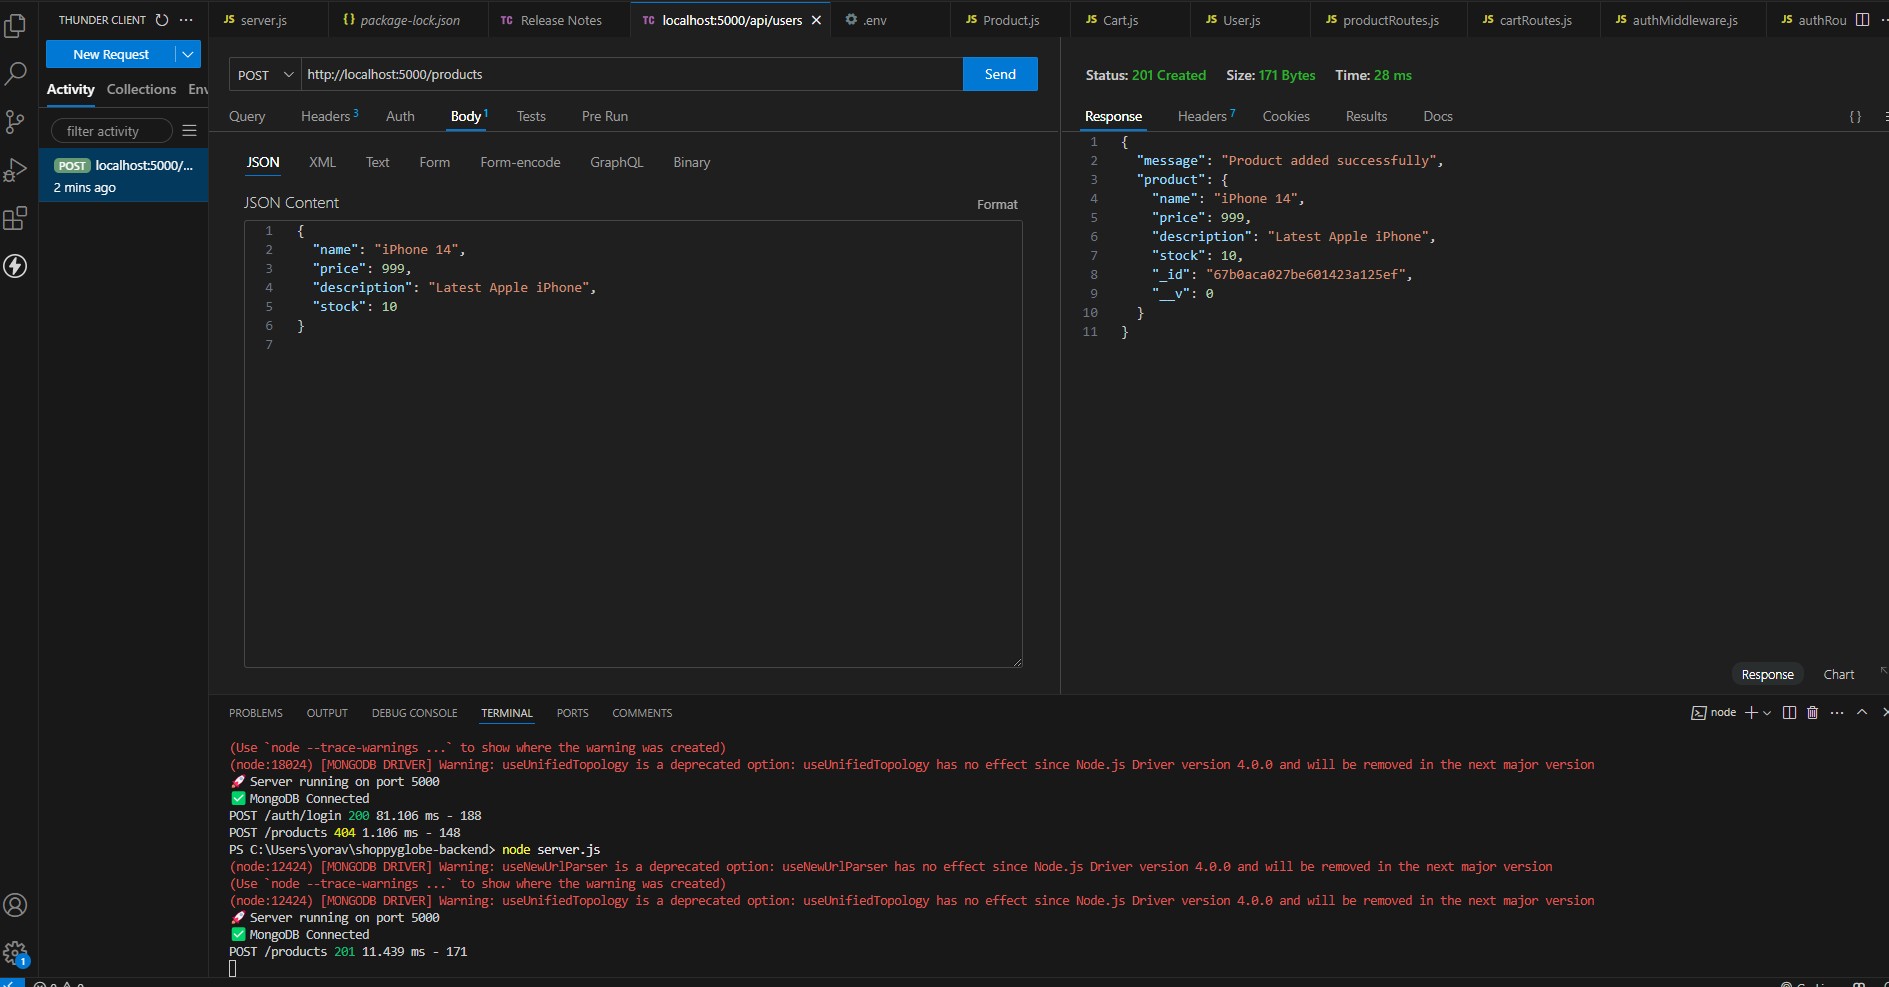 THUNDER CLIENT
New Request
Activity Collections Env
filter activity
POST localhost:5000/...
2 mins ago
JS server.js
{} package-lock.json
TC Release Notes
TC localhost:5000/api/users
.env
JS Product.js
JS Cart.js
JS User.js
JS productRoutes.js
JS cartRoutes.js
JS authMiddleware.js
JS authRou
POST http://localhost:5000/products Send
Query Headers 3 Auth Body 1 Tests Pre Run
JSON XML Text Form Form-encode GraphQL Binary
JSON Content Format
1 {
2 "name": "iPhone 14",
3 "price": 999,
4 "description": "Latest Apple iPhone",
5 "stock": 10
6 }
7
Status: 201 Created Size: 171 Bytes Time: 28 ms
Response Headers 7 Cookies Results Docs {}
1 {
2 "message": "Product added successfully",
3 "product": {
4 "name": "iPhone 14",
5 "price": 999,
6 "description": "Latest Apple iPhone",
7 "stock": 10,
8 "_id": "67b0aca027be601423a125ef",
9 "__v": 0
10 }
11 }
Response Chart
PROBLEMS OUTPUT DEBUG CONSOLE TERMINAL PORTS COMMENTS
node
(Use `node --trace-warnings ...` to show where the warning was created)
(node:18024) [MONGODB DRIVER] Warning: useUnifiedTopology is a deprecated option: useUnifiedTopology has no effect since Node.js Driver version 4.0.0 and will be removed in the next major version
🚀 Server running on port 5000
✅ MongoDB Connected
POST /auth/login 200 81.106 ms - 188
POST /products 404 1.106 ms - 148
PS C:\Users\yorav\shoppyglobe-backend> node server.js
(node:12424) [MONGODB DRIVER] Warning: useNewUrlParser is a deprecated option: useNewUrlParser has no effect since Node.js Driver version 4.0.0 and will be removed in the next major version
(Use `node --trace-warnings ...` to show where the warning was created)
(node:12424) [MONGODB DRIVER] Warning: useUnifiedTopology is a deprecated option: useUnifiedTopology has no effect since Node.js Driver version 4.0.0 and will be removed in the next major version
🚀 Server running on port 5000
✅ MongoDB Connected
POST /products 201 11.439 ms - 171
1